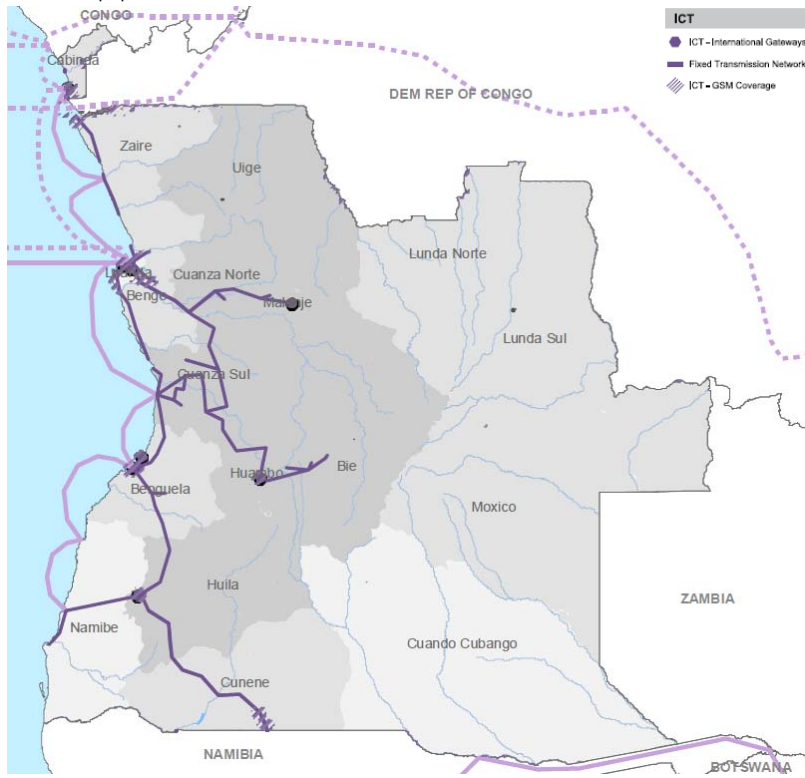 CONGO
ICT
ICT - International Gateways
Fixed Transmission Network
ICT - GSM Coverage
Cabinda
DEM REP OF CONGO
Zaire
Uige
Lunda Norte
Luanda
Cuanza Norte
Bengo
Malanje
Lunda Sul
Cuanza Sul
Huambo
Bie
Benguela
Moxico
Huila
ZAMBIA
Namibe
Cuando Cubango
Cunene
NAMIBIA
BOTSWANA